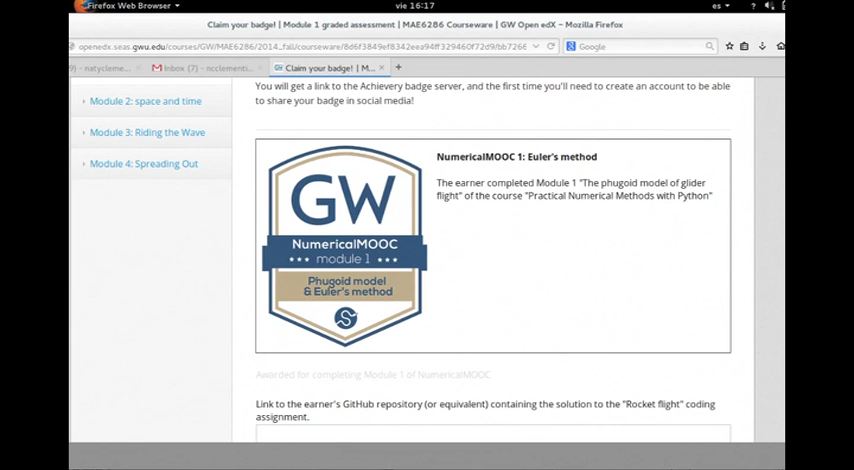 Firefox Web Browser
vie 16:17
es
?
Claim your badge! | Module 1 graded assessment | MAE6286 Courseware | GW Open edX - Mozilla Firefox
openedx.seas.gwu.edu/courses/GW/MAE6286/2014_fall/courseware/8d6f3849ef8342eea94ff329460f72d9/bb7266
Google
9) - natycleme...
Inbox (7) - ncclementi...
GW Claim your badge! | M...
You will get a link to the Achievery badge server, and the first time you'll need to create an account to be able
to share your badge in social media!
Module 2: space and time
Module 3: Riding the Wave
Module 4: Spreading Out
GW
NumericalMOOC
module 1
Phugoid model
& Euler's method
NumericalMOOC 1: Euler's method
The earner completed Module 1 "The phugoid model of glider
flight" of the course "Practical Numerical Methods with Python"
Awarded for completing Module 1 of NumericalMOOC
Link to the earner's GitHub repository (or equivalent) containing the solution to the "Rocket flight" coding
assignment.